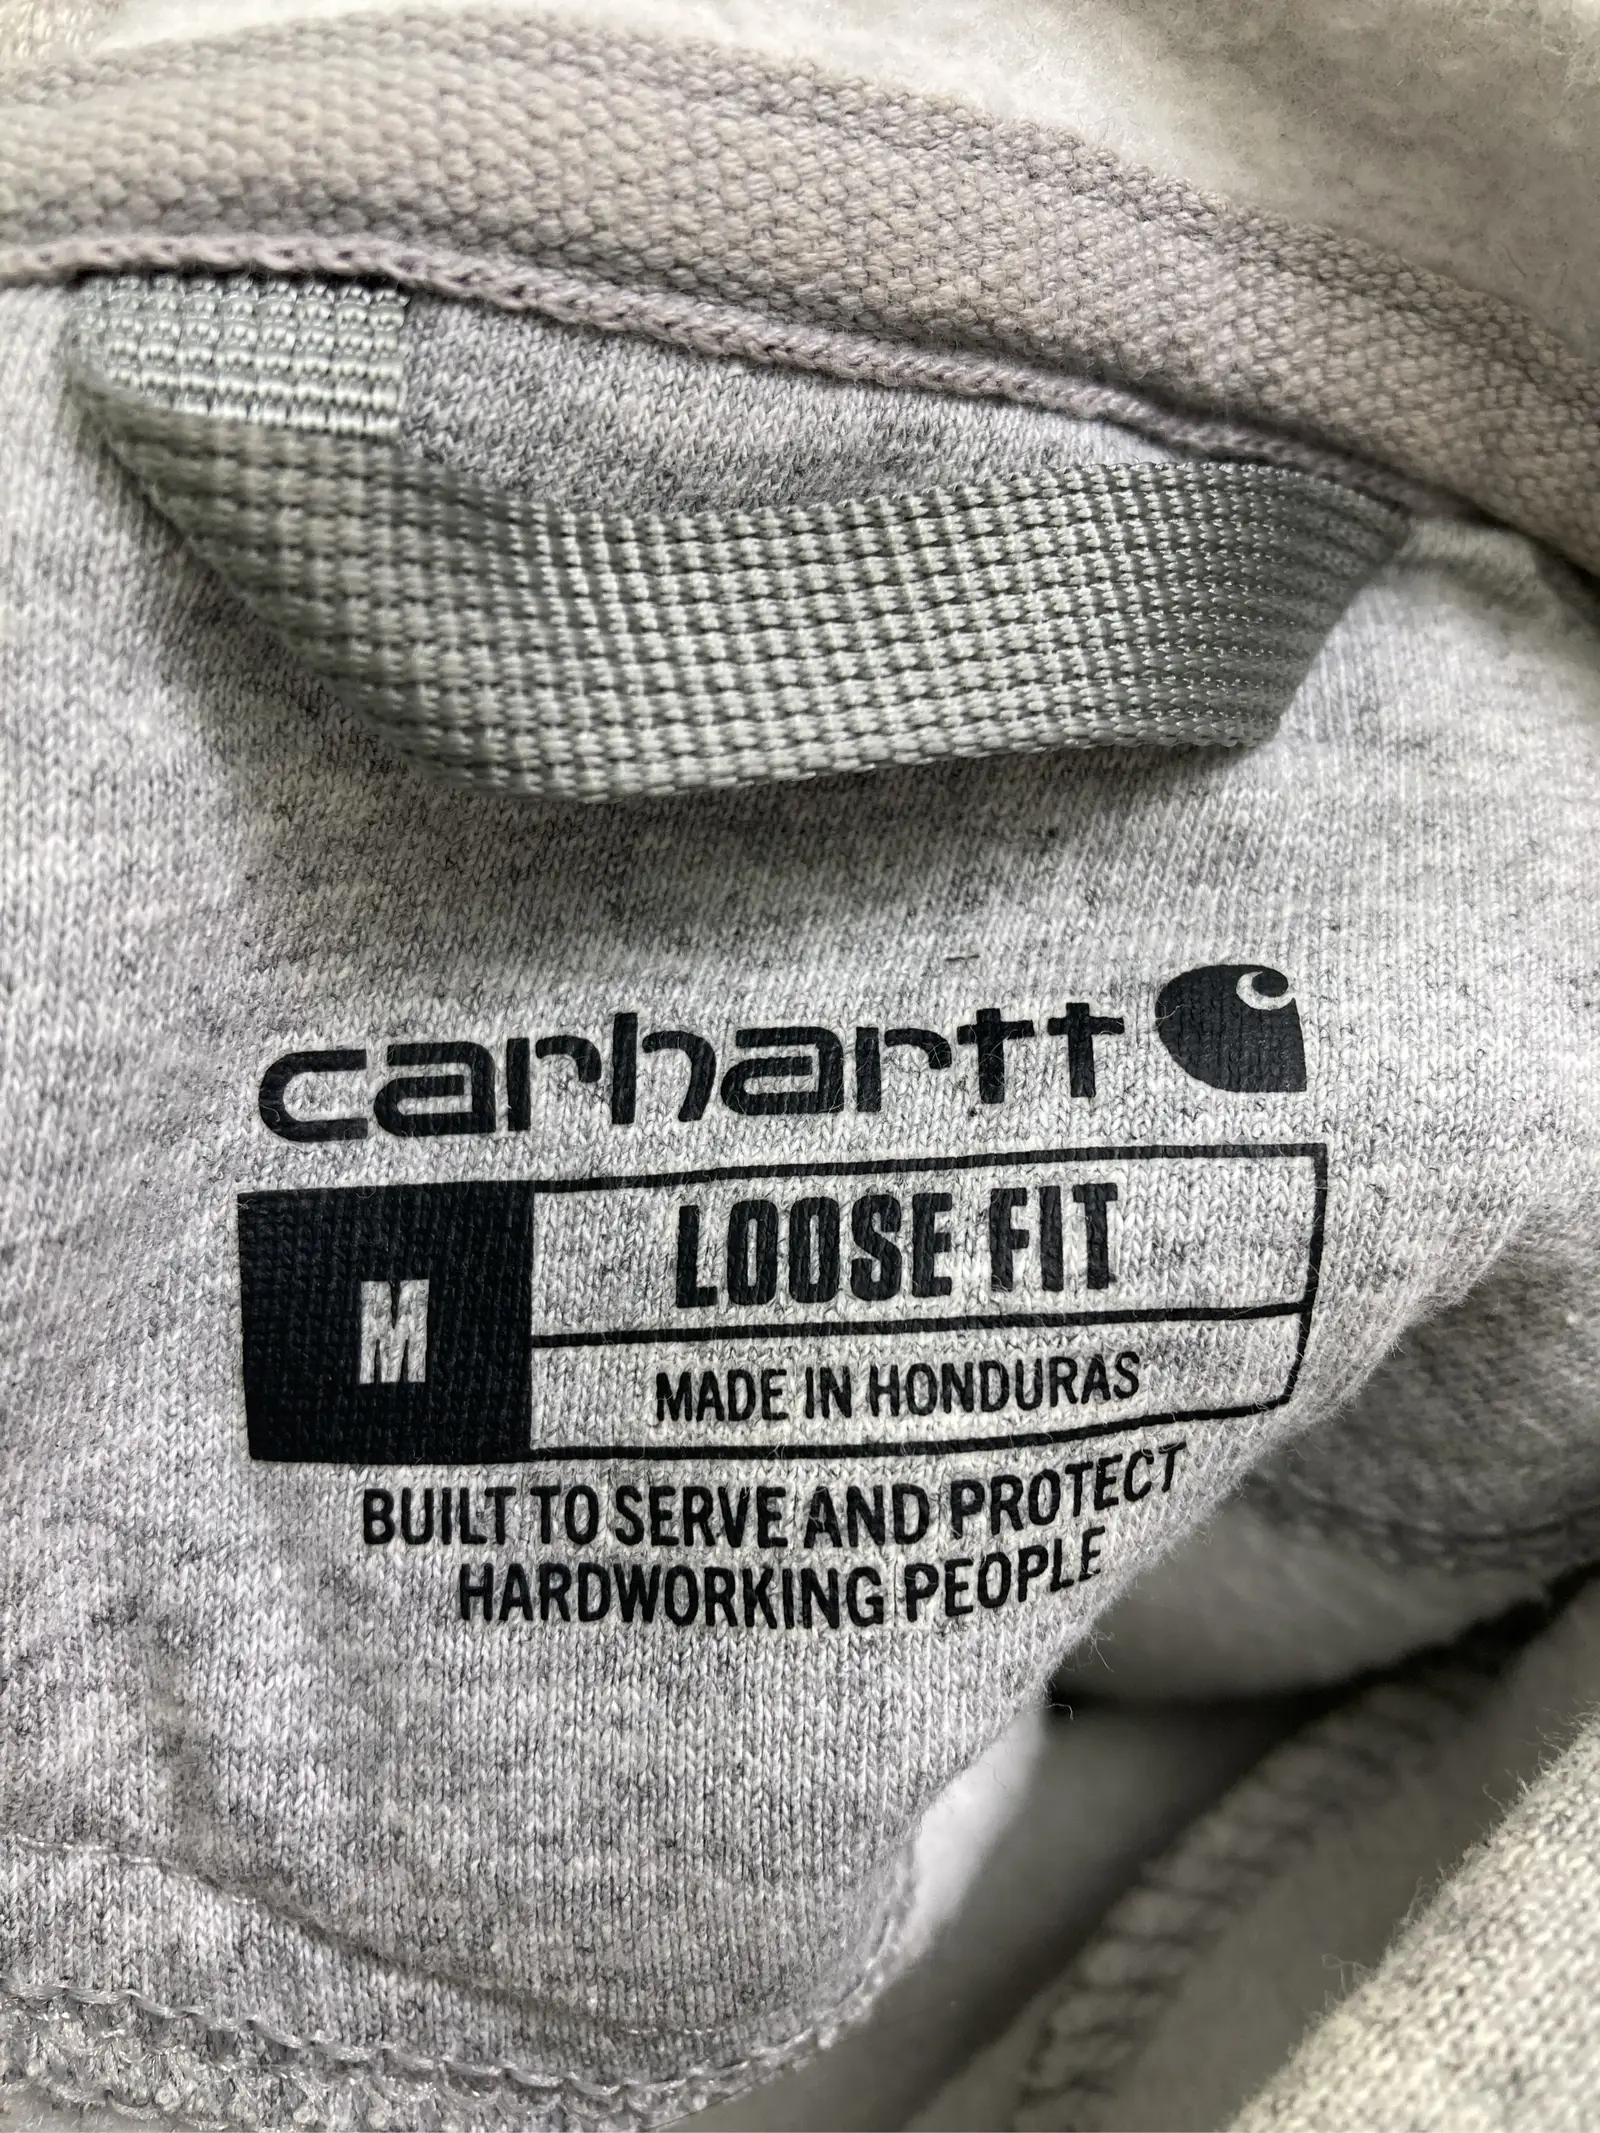 carhartt
M
LOOSE FIT
MADE IN HONDURAS
BUILT TO SERVE AND PROTECT
HARDWORKING PEOPLE